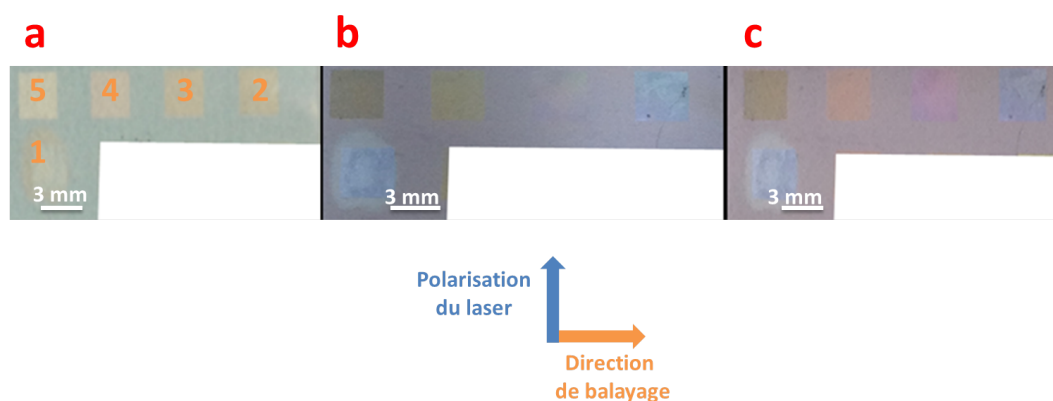 a
b
c
5 4 3 2
1
3 mm
3 mm
3 mm
Polarisation
du laser
Direction
de balayage